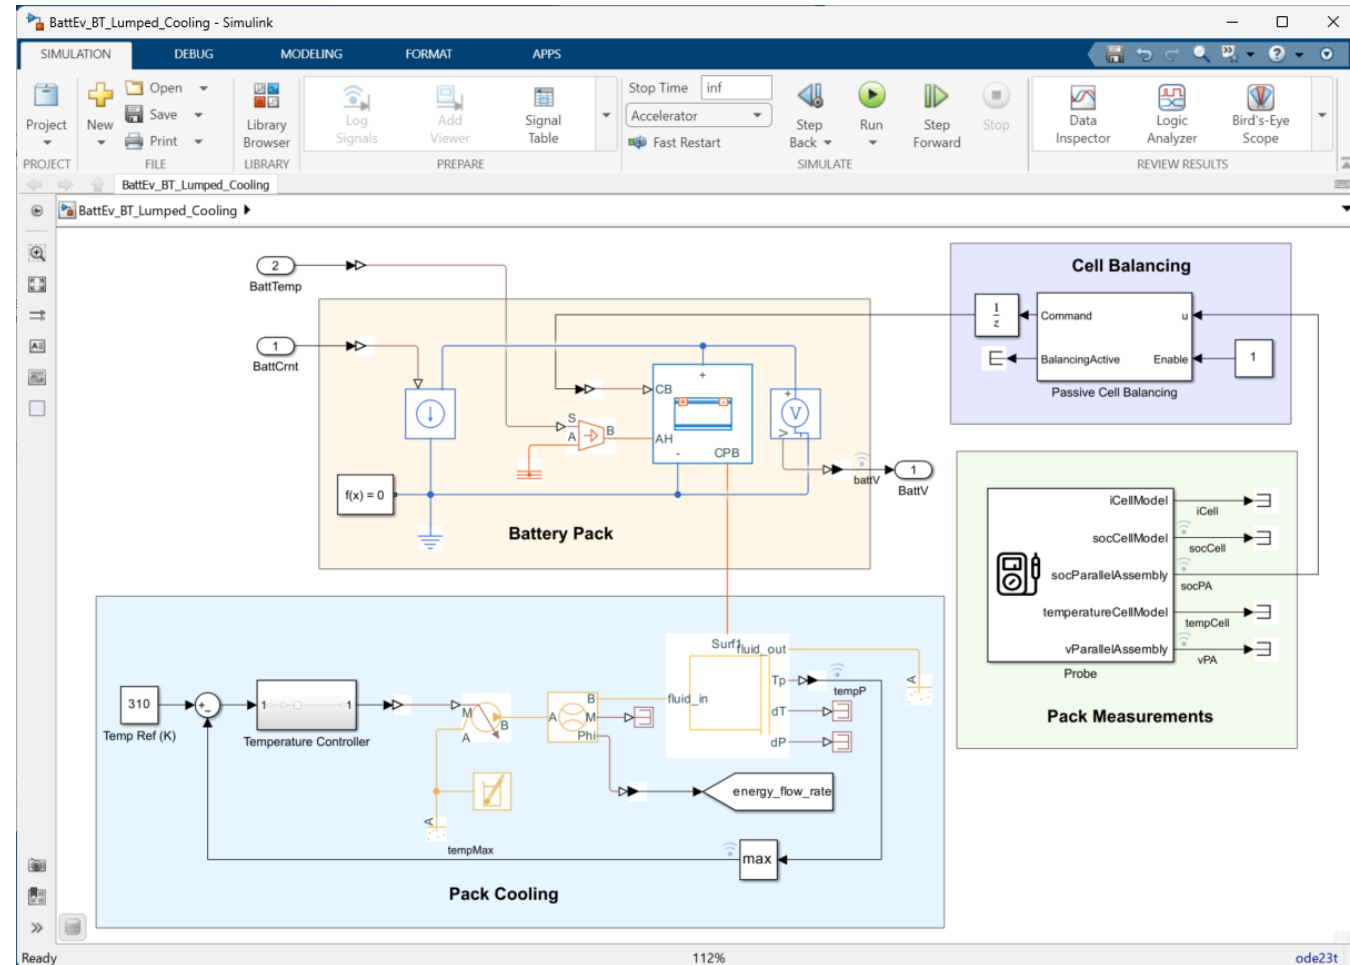 BattEv_BT_Lumped_Cooling - Simulink
SIMULATION DEBUG MODELING FORMAT APPS
Project
New
Open
Save
Print
Library
Browser
Log
Signals
Add
Viewer
Signal
Table
Stop Time inf
Accelerator
Fast Restart
Step
Back
Run
Step
Forward
Stop
Data
Inspector
Logic
Analyzer
Bird's-Eye
Scope
PROJECT FILE LIBRARY PREPARE SIMULATE REVIEW RESULTS
BattEv_BT_Lumped_Cooling
BattEv_BT_Lumped_Cooling
2
BattTemp
1
BattCrnt
S
A
B
CB
+
AH
-
CPB
+
V
V
-
f(x) = 0
battV
1
BattV
Battery Pack
Cell Balancing
1
z
Command
u
BalancingActive
Enable
1
Passive Cell Balancing
iCellModel
iCell
socCellModel
socCell
socParallelAssembly
socPA
temperatureCellModel
tempCell
vParallelAssembly
vPA
Probe
Pack Measurements
310
Temp Ref (K)
+
-
1
1
Temperature Controller
M
A
B
A
B
M
Phi
Surf1
fluid_out
fluid_in
Tp
tempP
dT
dP
A
energy_flow_rate
A
tempMax
max
Pack Cooling
Ready
112%
ode23t